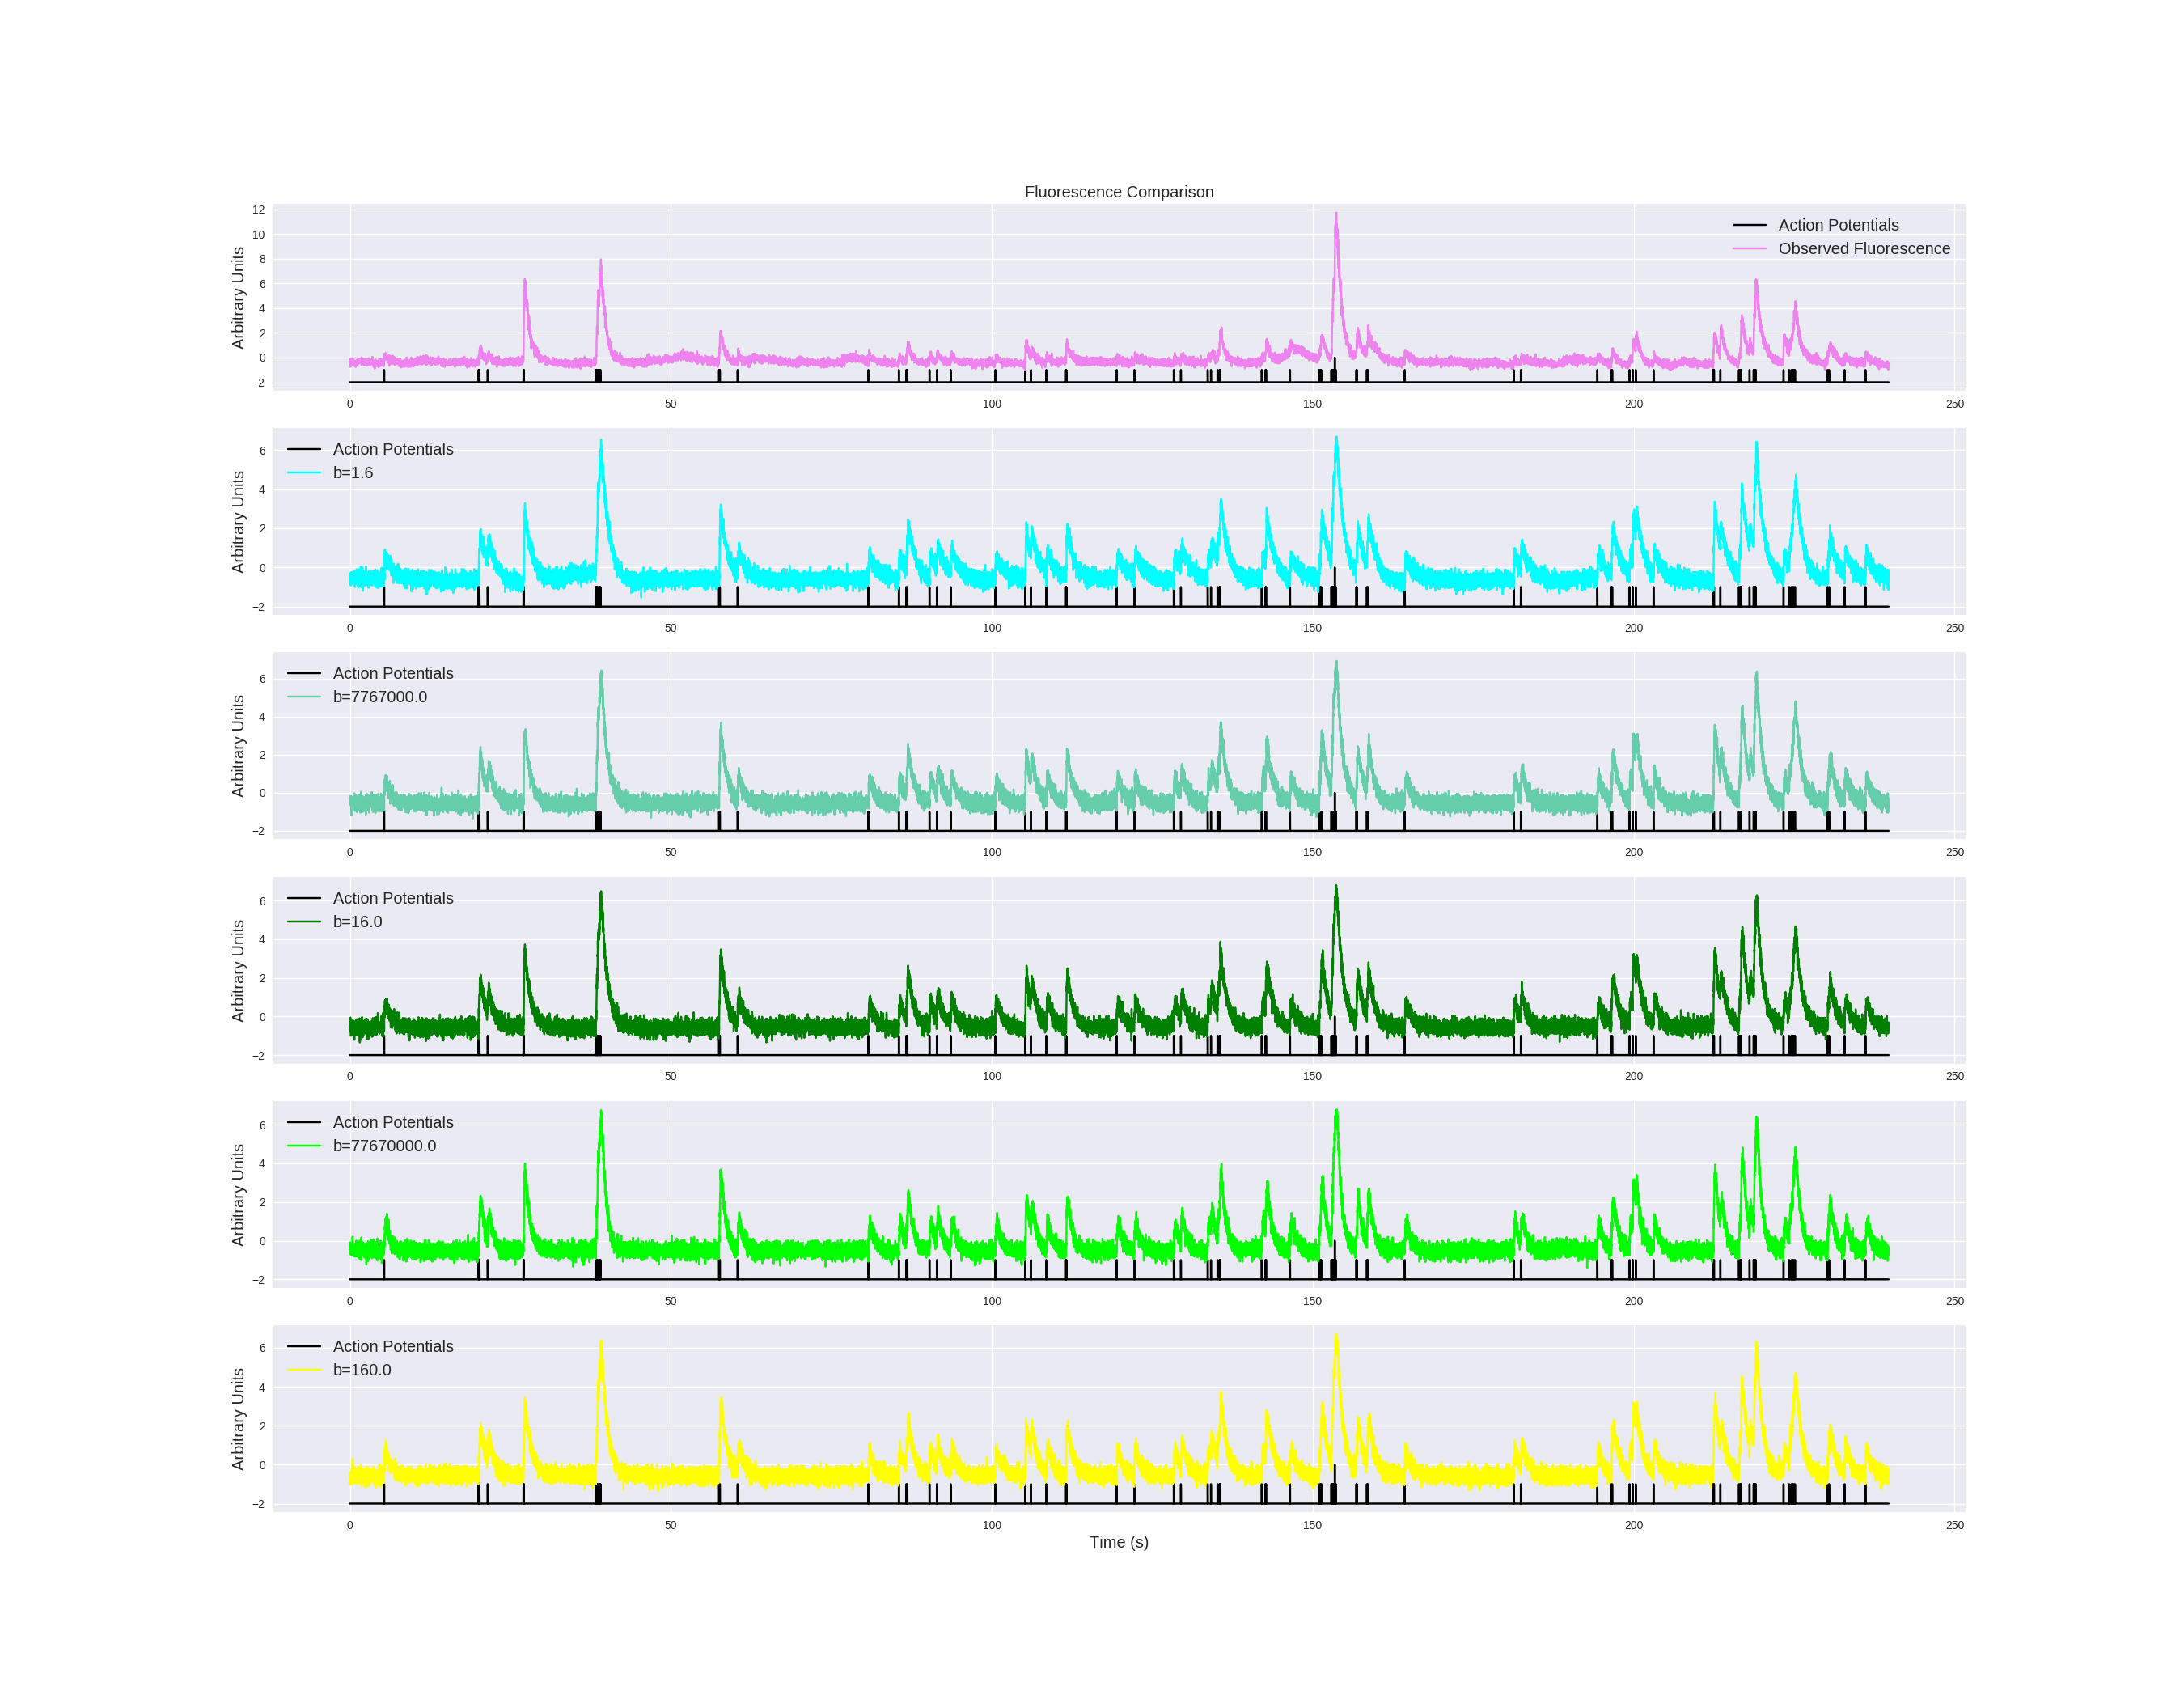 Fluorescence Comparison
12
10
8
6
4
2
0
−2
Arbitrary Units
Action Potentials
Observed Fluorescence
0 50 100 150 200 250
6
4
2
0
−2
Arbitrary Units
Action Potentials
b=1.6
0 50 100 150 200 250
6
4
2
0
−2
Arbitrary Units
Action Potentials
b=7767000.0
0 50 100 150 200 250
6
4
2
0
−2
Arbitrary Units
Action Potentials
b=16.0
0 50 100 150 200 250
6
4
2
0
−2
Arbitrary Units
Action Potentials
b=77670000.0
0 50 100 150 200 250
6
4
2
0
−2
Arbitrary Units
Action Potentials
b=160.0
0 50 100 150 200 250
Time (s)